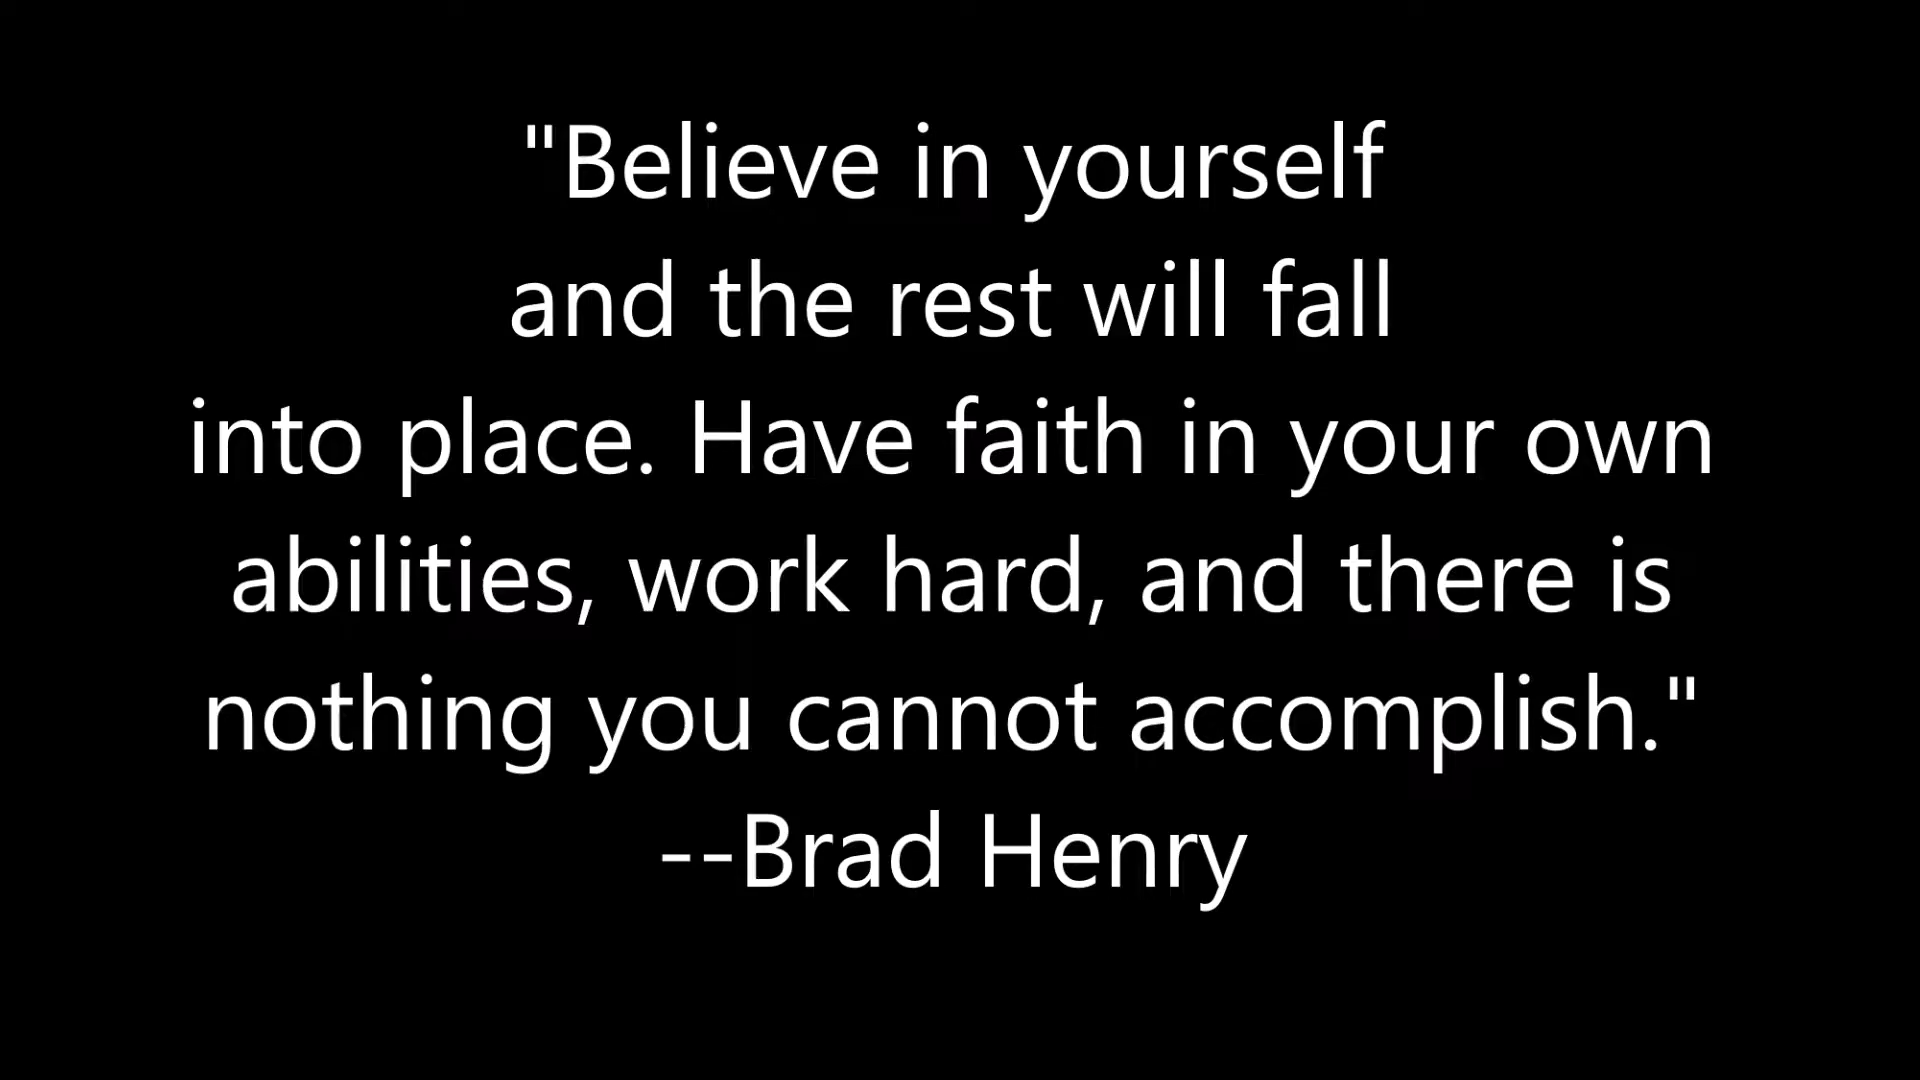 "Believe in yourself
and the rest will fall
into place. Have faith in your own
abilities, work hard, and there is
nothing you cannot accomplish."
--Brad Henry